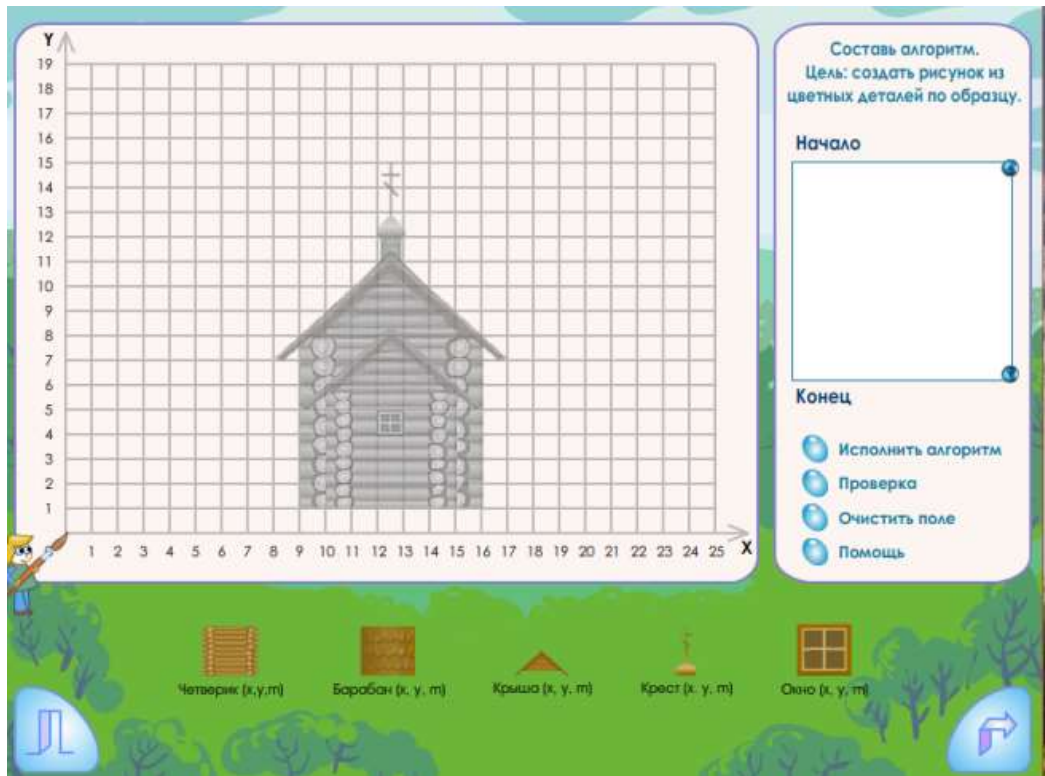 Y
19
18
17
16
15
14
13
12
11
10
9
8
7
6
5
4
3
2
1
1 2 3 4 5 6 7 8 9 10 11 12 13 14 15 16 17 18 19 20 21 22 23 24 25 X
Составь алгоритм.
Цель: создать рисунок из
цветных деталей по образцу.
Начало
Конец
Исполнить алгоритм
Проверка
Очистить поле
Помощь
Четверик (x,y,m)
Барабан (x, y, m)
Крыша (x, y, m)
Крест (x. y, m)
Окно (x, y, m)